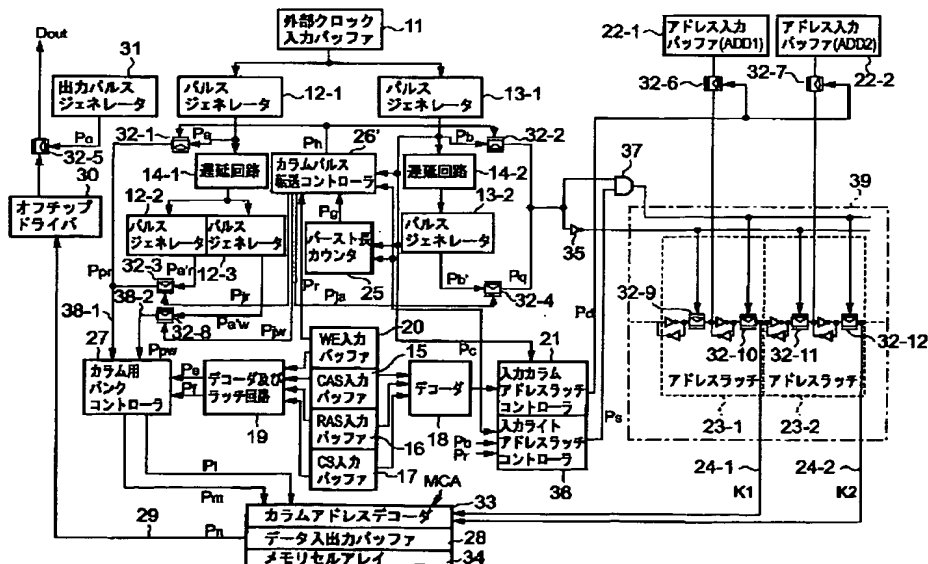 Dout
31
出力パルス
ジェネレータ
外部クロック
入力バッファ
11
22-1
アドレス入力
バッファ(ADD1)
アドレス入力
バッファ(ADD2)
22-2
32-6
32-7
パルス
ジェネレータ
12-1
パルス
ジェネレータ
13-1
Po
32-5
32-1
Pa
Ph
26'
Pb
32-2
30
オフチップ
ドライバ
14-1
遅延回路
カラムパルス
転送コントローラ
遅延回路
14-2
37
39
12-2
パルス
ジェネレータ
パルス
ジェネレータ
12-3
Pg
バースト長
カウンタ
25
13-2
パルス
ジェネレータ
35
32-3
Pa'r
Pjr
Pr
Pja
Pb'
Pq
32-4
Pd
Ppr
38-1
38-2
32-8
Pa'w
Pjw
32-9
32-10
32-11
32-12
27
カラム用
バンク
コントローラ
Ppw
Pe
Pf
デコーダ及び
ラッチ回路
19
WE入力
バッファ
20
CAS入力
バッファ
15
RAS入力
バッファ
16
CS入力
バッファ
17
Pc
デコーダ
18
21
入力カラム
アドレスラッチ
コントローラ
入力ライト
アドレスラッチ
コントローラ
36
Pb
Pr
Ps
アドレスラッチ
アドレスラッチ
23-1
23-2
24-1
24-2
K1
K2
Pl
Pm
MCA
29
Pn
カラムアドレスデコーダ
33
データ入出力バッファ
28
メモリセルアレイ
34